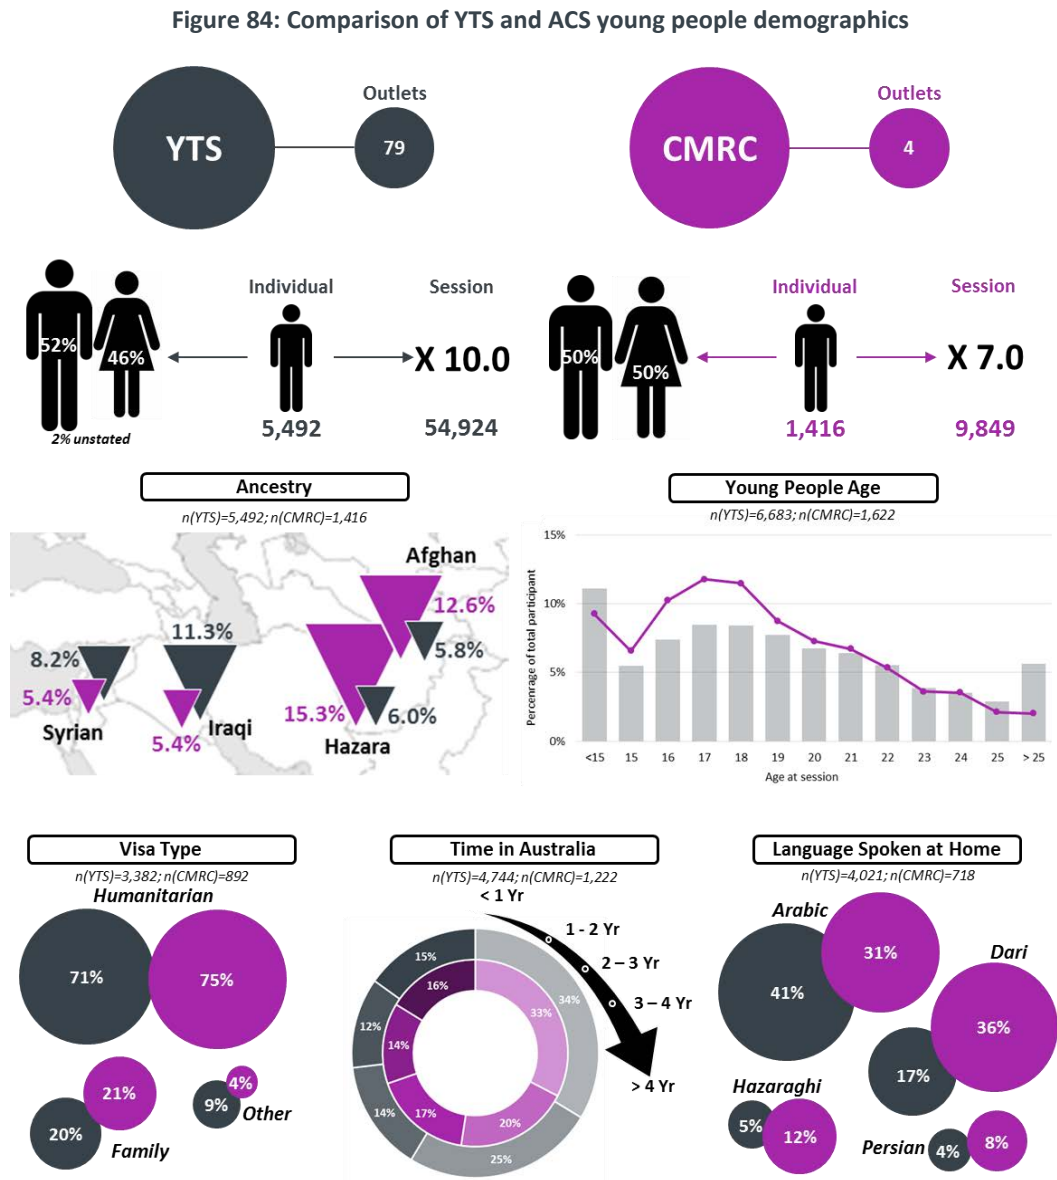 Figure 84: Comparison of YTS and ACS young people demographics
YTS
Outlets
79
CMRC
Outlets
4
52%
46%
2% unstated
Individual
5,492
Session
X 10.0
54,924
50%
50%
Individual
1,416
Session
X 7.0
9,849
Ancestry
n(YTS)=5,492; n(CMRC)=1,416
Afghan
12.6%
5.8%
11.3%
8.2%
5.4%
Syrian
Iraqi
5.4%
15.3%
6.0%
Hazara
Young People Age
n(YTS)=6,683; n(CMRC)=1,622
Percenrage of total participant
15%
10%
5%
0%
<15 15 16 17 18 19 20 21 22 23 24 25 > 25
Age at session
Visa Type
n(YTS)=3,382; n(CMRC)=892
Humanitarian
71%
75%
21%
20%
Family
4%
9%
Other
Time in Australia
n(YTS)=4,744; n(CMRC)=1,222
< 1 Yr
1 - 2 Yr
2 – 3 Yr
3 – 4 Yr
> 4 Yr
15%
16%
34%
33%
12%
14%
14%
17%
20%
25%
Language Spoken at Home
n(YTS)=4,021; n(CMRC)=718
Arabic
31%
41%
Dari
36%
17%
Hazaraghi
5%
12%
Persian
4%
8%